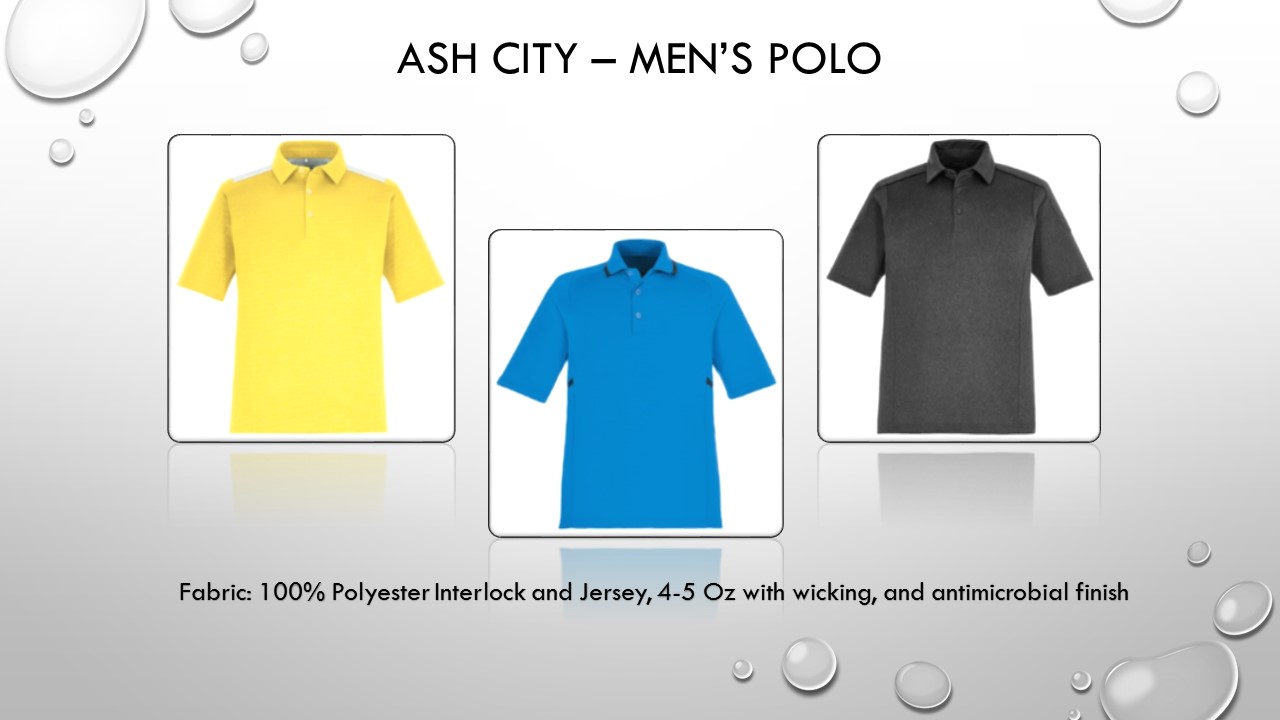 ASH CITY – MEN’S POLO
Fabric: 100% Polyester Interlock and Jersey, 4-5 Oz with wicking, and antimicrobial finish